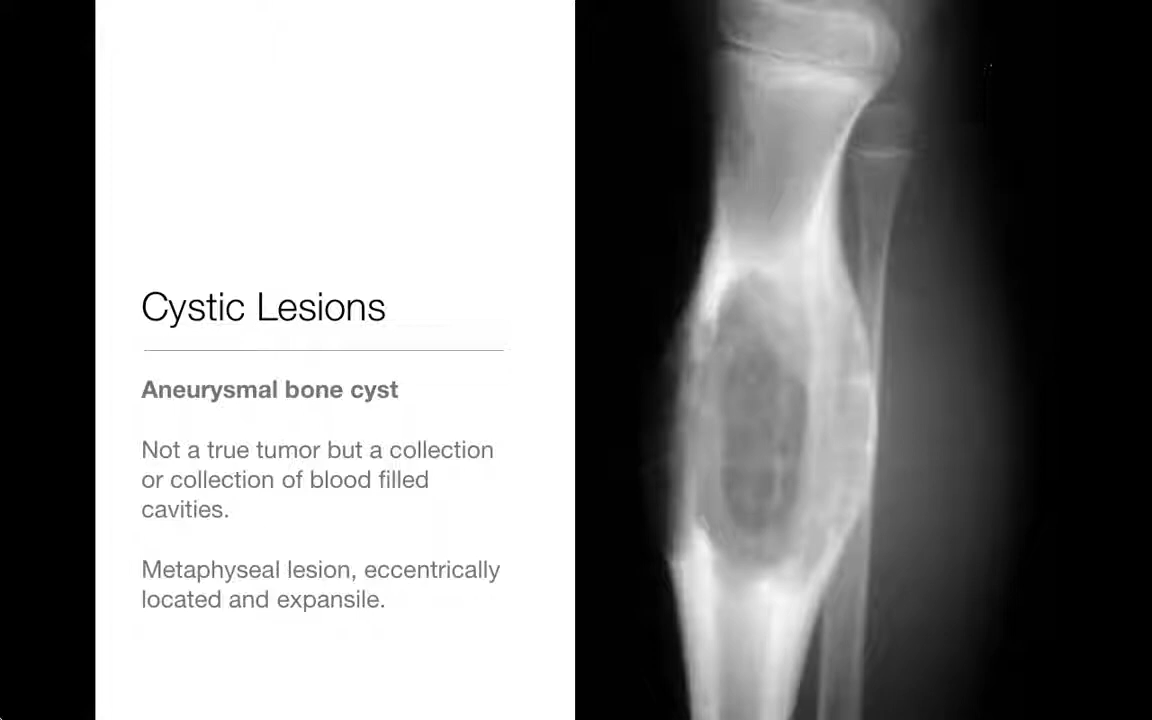 Cystic Lesions
Aneurysmal bone cyst
Not a true tumor but a collection
or collection of blood filled
cavities.
Metaphyseal lesion, eccentrically
located and expansile.